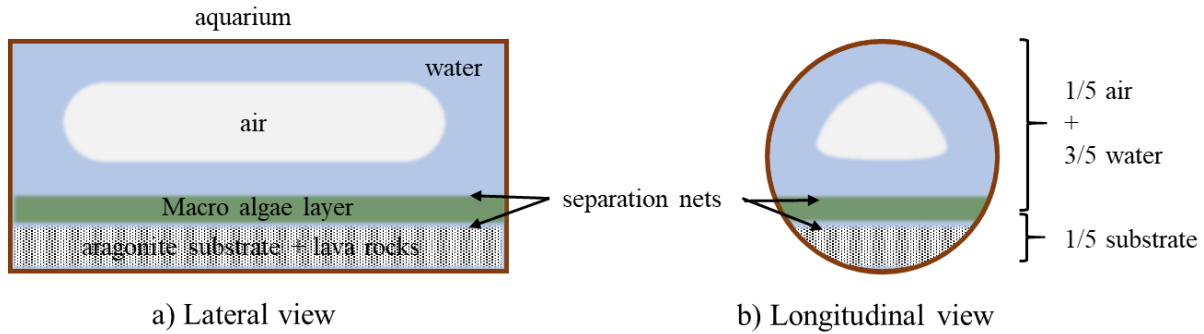 aquarium
water
air
Macro algae layer
aragonite substrate + lava rocks
separation nets
1/5 air
+
3/5 water
1/5 substrate
a) Lateral view
b) Longitudinal view